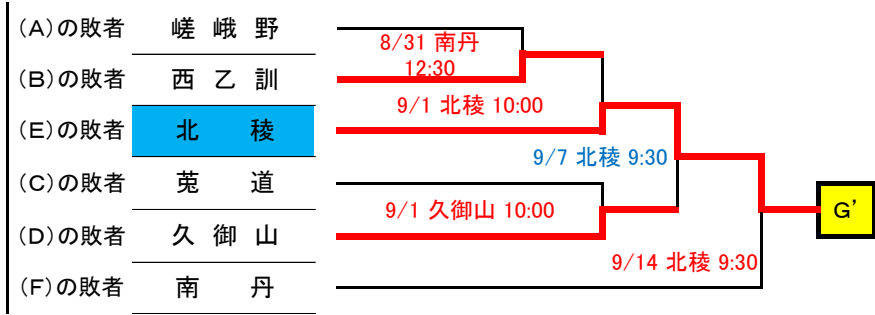 (A)の敗者 嵯峨野
8/31 南丹
12:30
(B)の敗者 西乙訓
9/1 北稜 10:00
(E)の敗者 北 稜
9/7 北稜 9:30
(C)の敗者 莵 道
9/1 久御山 10:00
(D)の敗者 久御山
G’
9/14 北稜 9:30
(F)の敗者 南 丹